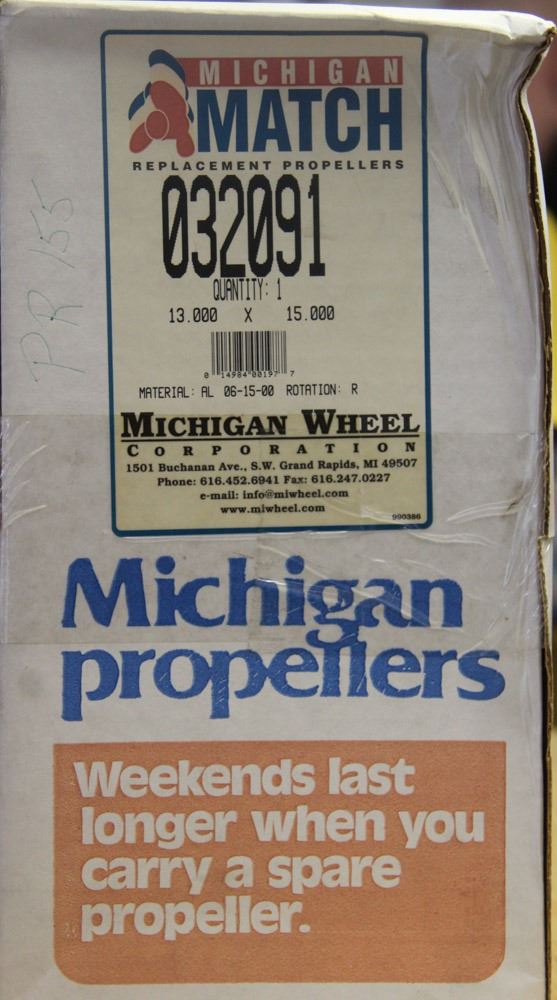 MICHIGAN
MATCH
REPLACEMENT PROPELLERS
032091
QUANTITY: 1
13.000 X 15.000
0 14984 00197 7
MATERIAL: AL 06-15-00 ROTATION: R
MICHIGAN WHEEL
CORPORATION
1501 Buchanan Ave., S.W. Grand Rapids, MI 49507
Phone: 616.452.6941 Fax: 616.247.0227
e-mail: info@miwheel.com
www.miwheel.com
990386
PR 155
Michigan
propellers
Weekends last
longer when you
carry a spare
propeller.